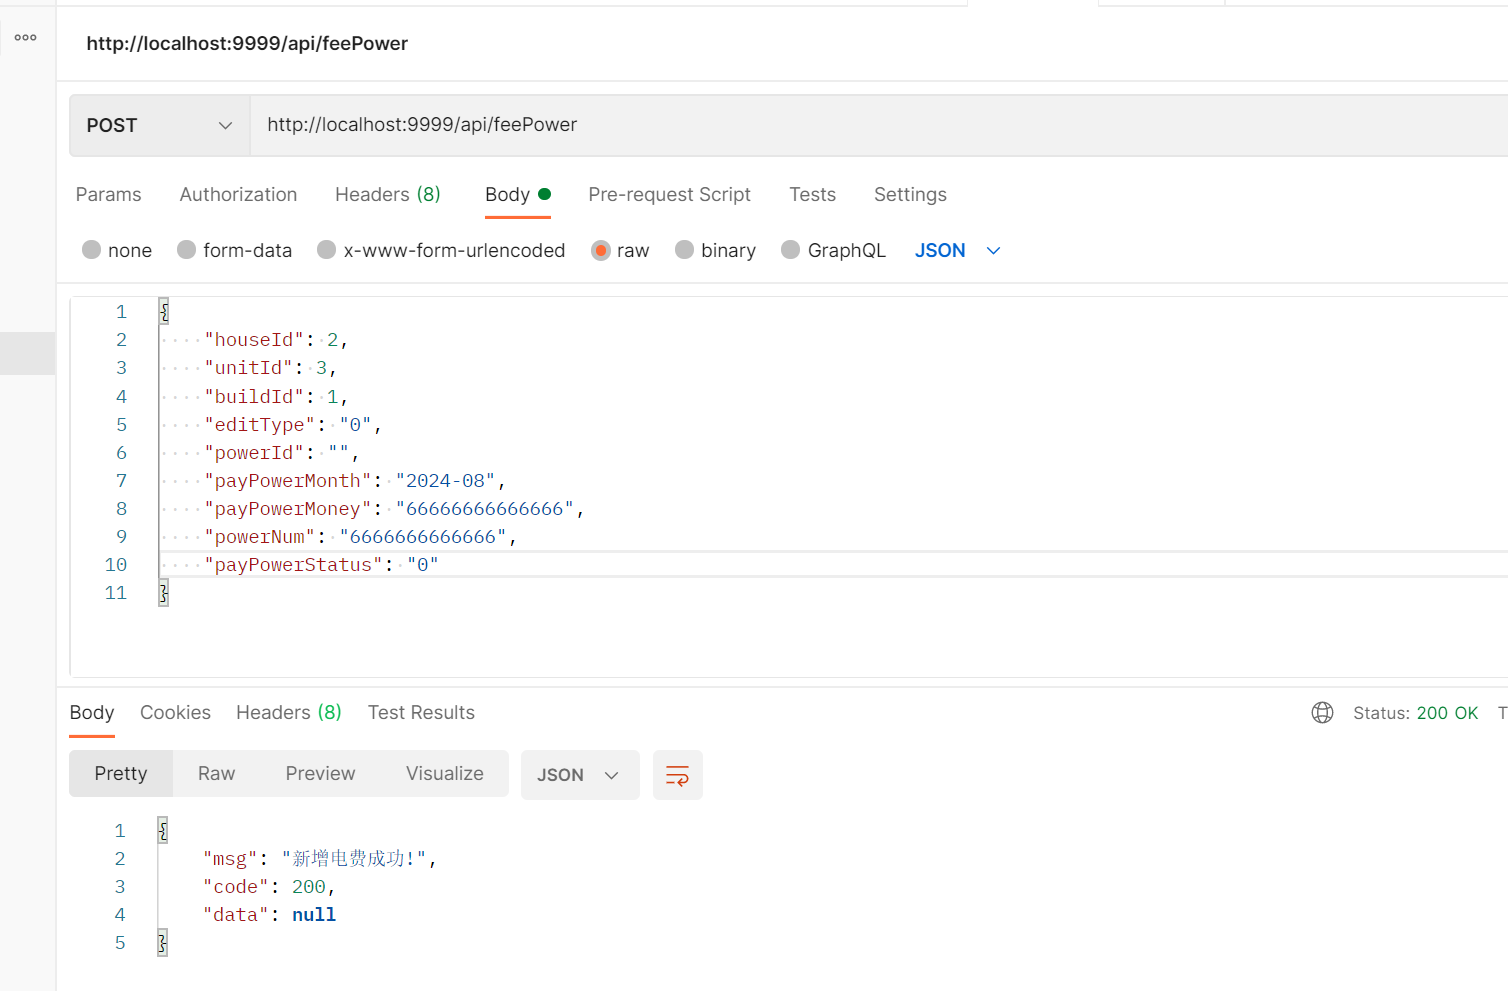 http://localhost:9999/api/feePower
POST http://localhost:9999/api/feePower
Params Authorization Headers (8) Body Pre-request Script Tests Settings
none form-data x-www-form-urlencoded raw binary GraphQL JSON
1 {
2 "houseId": 2,
3 "unitId": 3,
4 "buildId": 1,
5 "editType": "0",
6 "powerId": "",
7 "payPowerMonth": "2024-08",
8 "payPowerMoney": "66666666666666",
9 "powerNum": "6666666666666",
10 "payPowerStatus": "0"
11 }
Body Cookies Headers (8) Test Results Status: 200 OK T
Pretty Raw Preview Visualize JSON
1 {
2 "msg": "新增电费成功!",
3 "code": 200,
4 "data": null
5 }